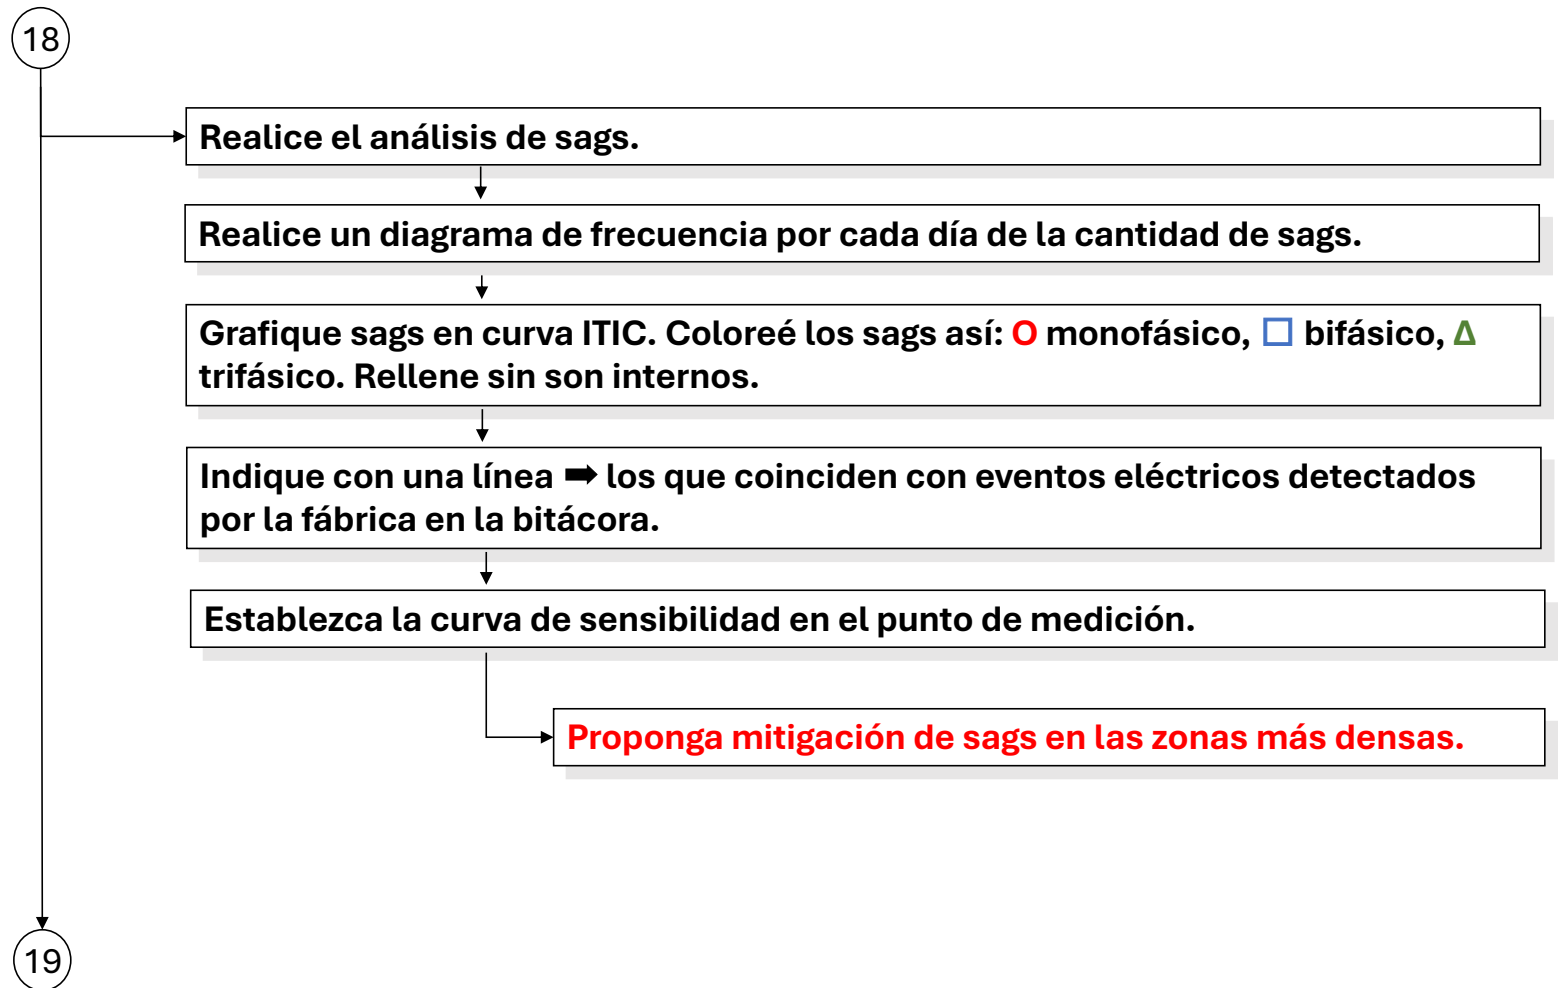 18
Realice el análisis de sags.
Realice un diagrama de frecuencia por cada día de la cantidad de sags.
Grafique sags en curva ITIC. Coloreé los sags así: O monofásico, □ bifásico, Δ
trifásico. Rellene sin son internos.
Indique con una línea ➡ los que coinciden con eventos eléctricos detectados
por la fábrica en la bitácora.
Establezca la curva de sensibilidad en el punto de medición.
Proponga mitigación de sags en las zonas más densas.
19